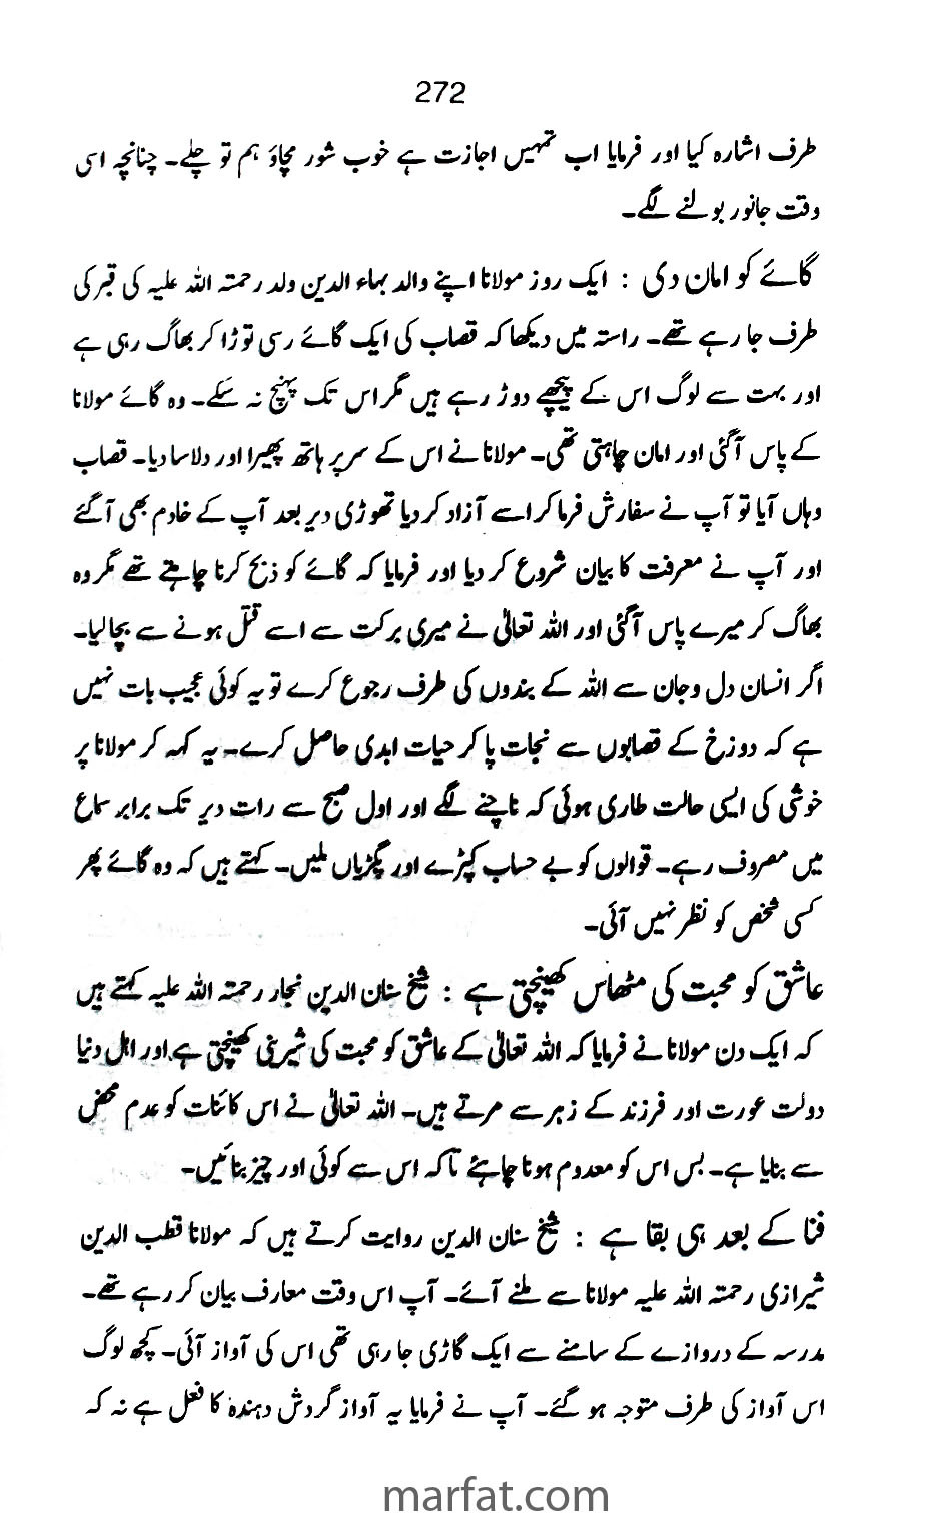 272
طرف اشارہ کیا اور فرمایا اب تمہیں اجازت ہے خوب شور مچاؤ ہم تو چلے۔ چنانچہ اسی
وقت جانور بولنے لگے۔
گائے کو امان دی : ایک روز مولانا اپنے والد بہاء الدین ولد رحمتہ اللہ علیہ کی قبر کی
طرف جا رہے تھے۔ راستہ میں دیکھا کہ قصاب کی ایک گائے رسی توڑا کر بھاگ رہی ہے
اور بہت سے لوگ اس کے پیچھے دوڑ رہے ہیں مگر اس تک پہنچ نہ سکے۔ وہ گائے مولانا
کے پاس آگئی اور امان چاہتی تھی۔ مولانا نے اس کے سر پر ہاتھ پھیرا اور دلاسا دیا۔ قصاب
وہاں آیا تو آپ نے سفارش فرما کر اسے آزاد کر دیا تھوڑی دیر بعد آپ کے خادم بھی آگئے
اور آپ نے معرفت کا بیان شروع کر دیا اور فرمایا کہ گائے کو ذبح کرنا چاہتے تھے مگر وہ
بھاگ کر میرے پاس آگئی اور اللہ تعالیٰ نے میری برکت سے اسے قتل ہونے سے بچا لیا۔
اگر انسان دل و جان سے اللہ کے بندوں کی طرف رجوع کرے تو یہ کوئی عجیب بات نہیں
ہے کہ دوزخ کے قصابوں سے نجات پا کر حیات ابدی حاصل کرے۔ یہ کہہ کر مولانا پر
خوشی کی ایسی حالت طاری ہوئی کہ ناچنے لگے اور اول صبح سے رات دیر تک برابر سماع
میں مصروف رہے۔ قوالوں کو بے حساب کپڑے اور پگڑیاں ملیں۔ کہتے ہیں کہ وہ گائے پھر
کسی شخص کو نظر نہیں آئی۔
عاشق کو محبت کی مٹھاس کھینچتی ہے : شیخ سنان الدین نجار رحمتہ اللہ علیہ کہتے ہیں
کہ ایک دن مولانا نے فرمایا کہ اللہ تعالیٰ کے عاشق کو محبت کی شیرینی کھینچتی ہے اور اہل دنیا
دولت عورت اور فرزند کے زہر سے مرتے ہیں۔ اللہ تعالیٰ نے اس کائنات کو عدم محض
سے بنایا ہے۔ بس اس کو معدوم ہونا چاہئے تاکہ اس سے کوئی اور چیز بنائیں۔
فنا کے بعد ہی بقا ہے : شیخ سنان الدین روایت کرتے ہیں کہ مولانا قطب الدین
شیرازی رحمتہ اللہ علیہ مولانا سے ملنے آئے۔ آپ اس وقت معارف بیان کر رہے تھے۔
مدرسہ کے دروازے کے سامنے سے ایک گاڑی جا رہی تھی اس کی آواز آئی۔ کچھ لوگ
اس آواز کی طرف متوجہ ہو گئے۔ آپ نے فرمایا یہ آواز گردش دہندہ کا فعل ہے نہ کہ
marfat.com